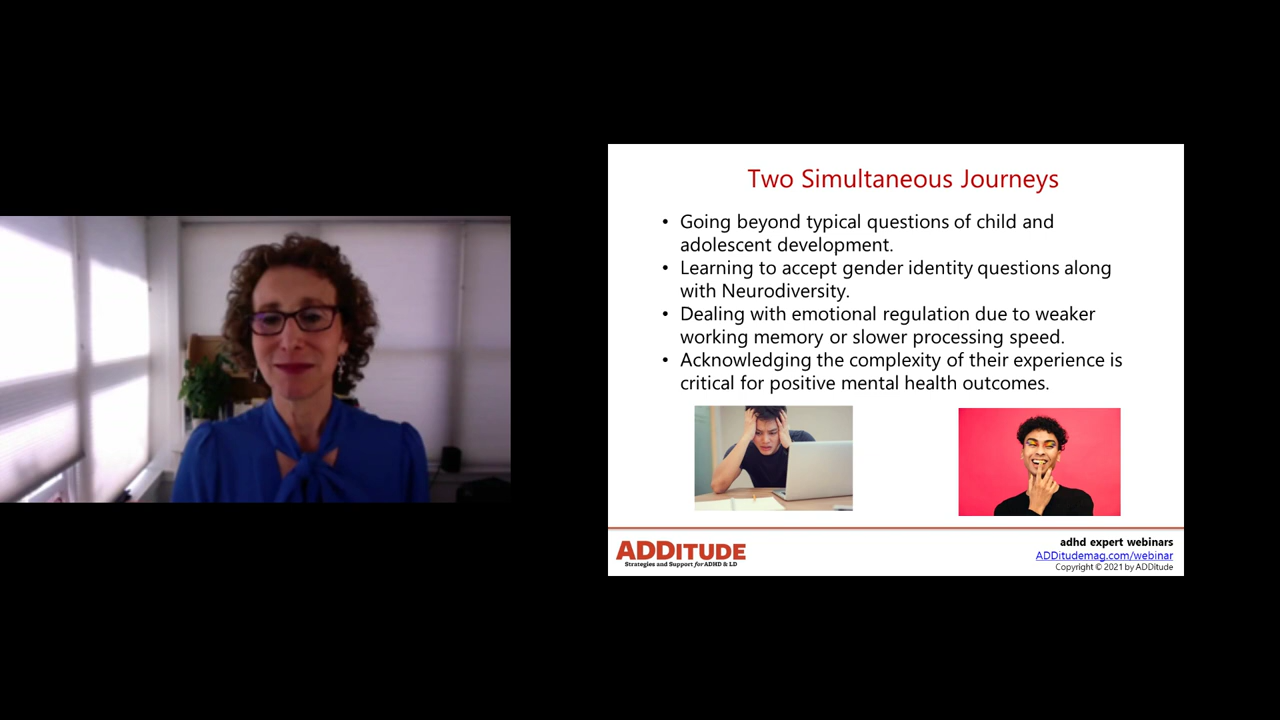 Two Simultaneous Journeys
• Going beyond typical questions of child and
adolescent development.
• Learning to accept gender identity questions along
with Neurodiversity.
• Dealing with emotional regulation due to weaker
working memory or slower processing speed.
• Acknowledging the complexity of their experience is
critical for positive mental health outcomes.
ADDITUDE
Strategies and Support for ADHD & LD
adhd expert webinars
ADDitudemag.com/webinar
Copyright © 2021 by ADDitude